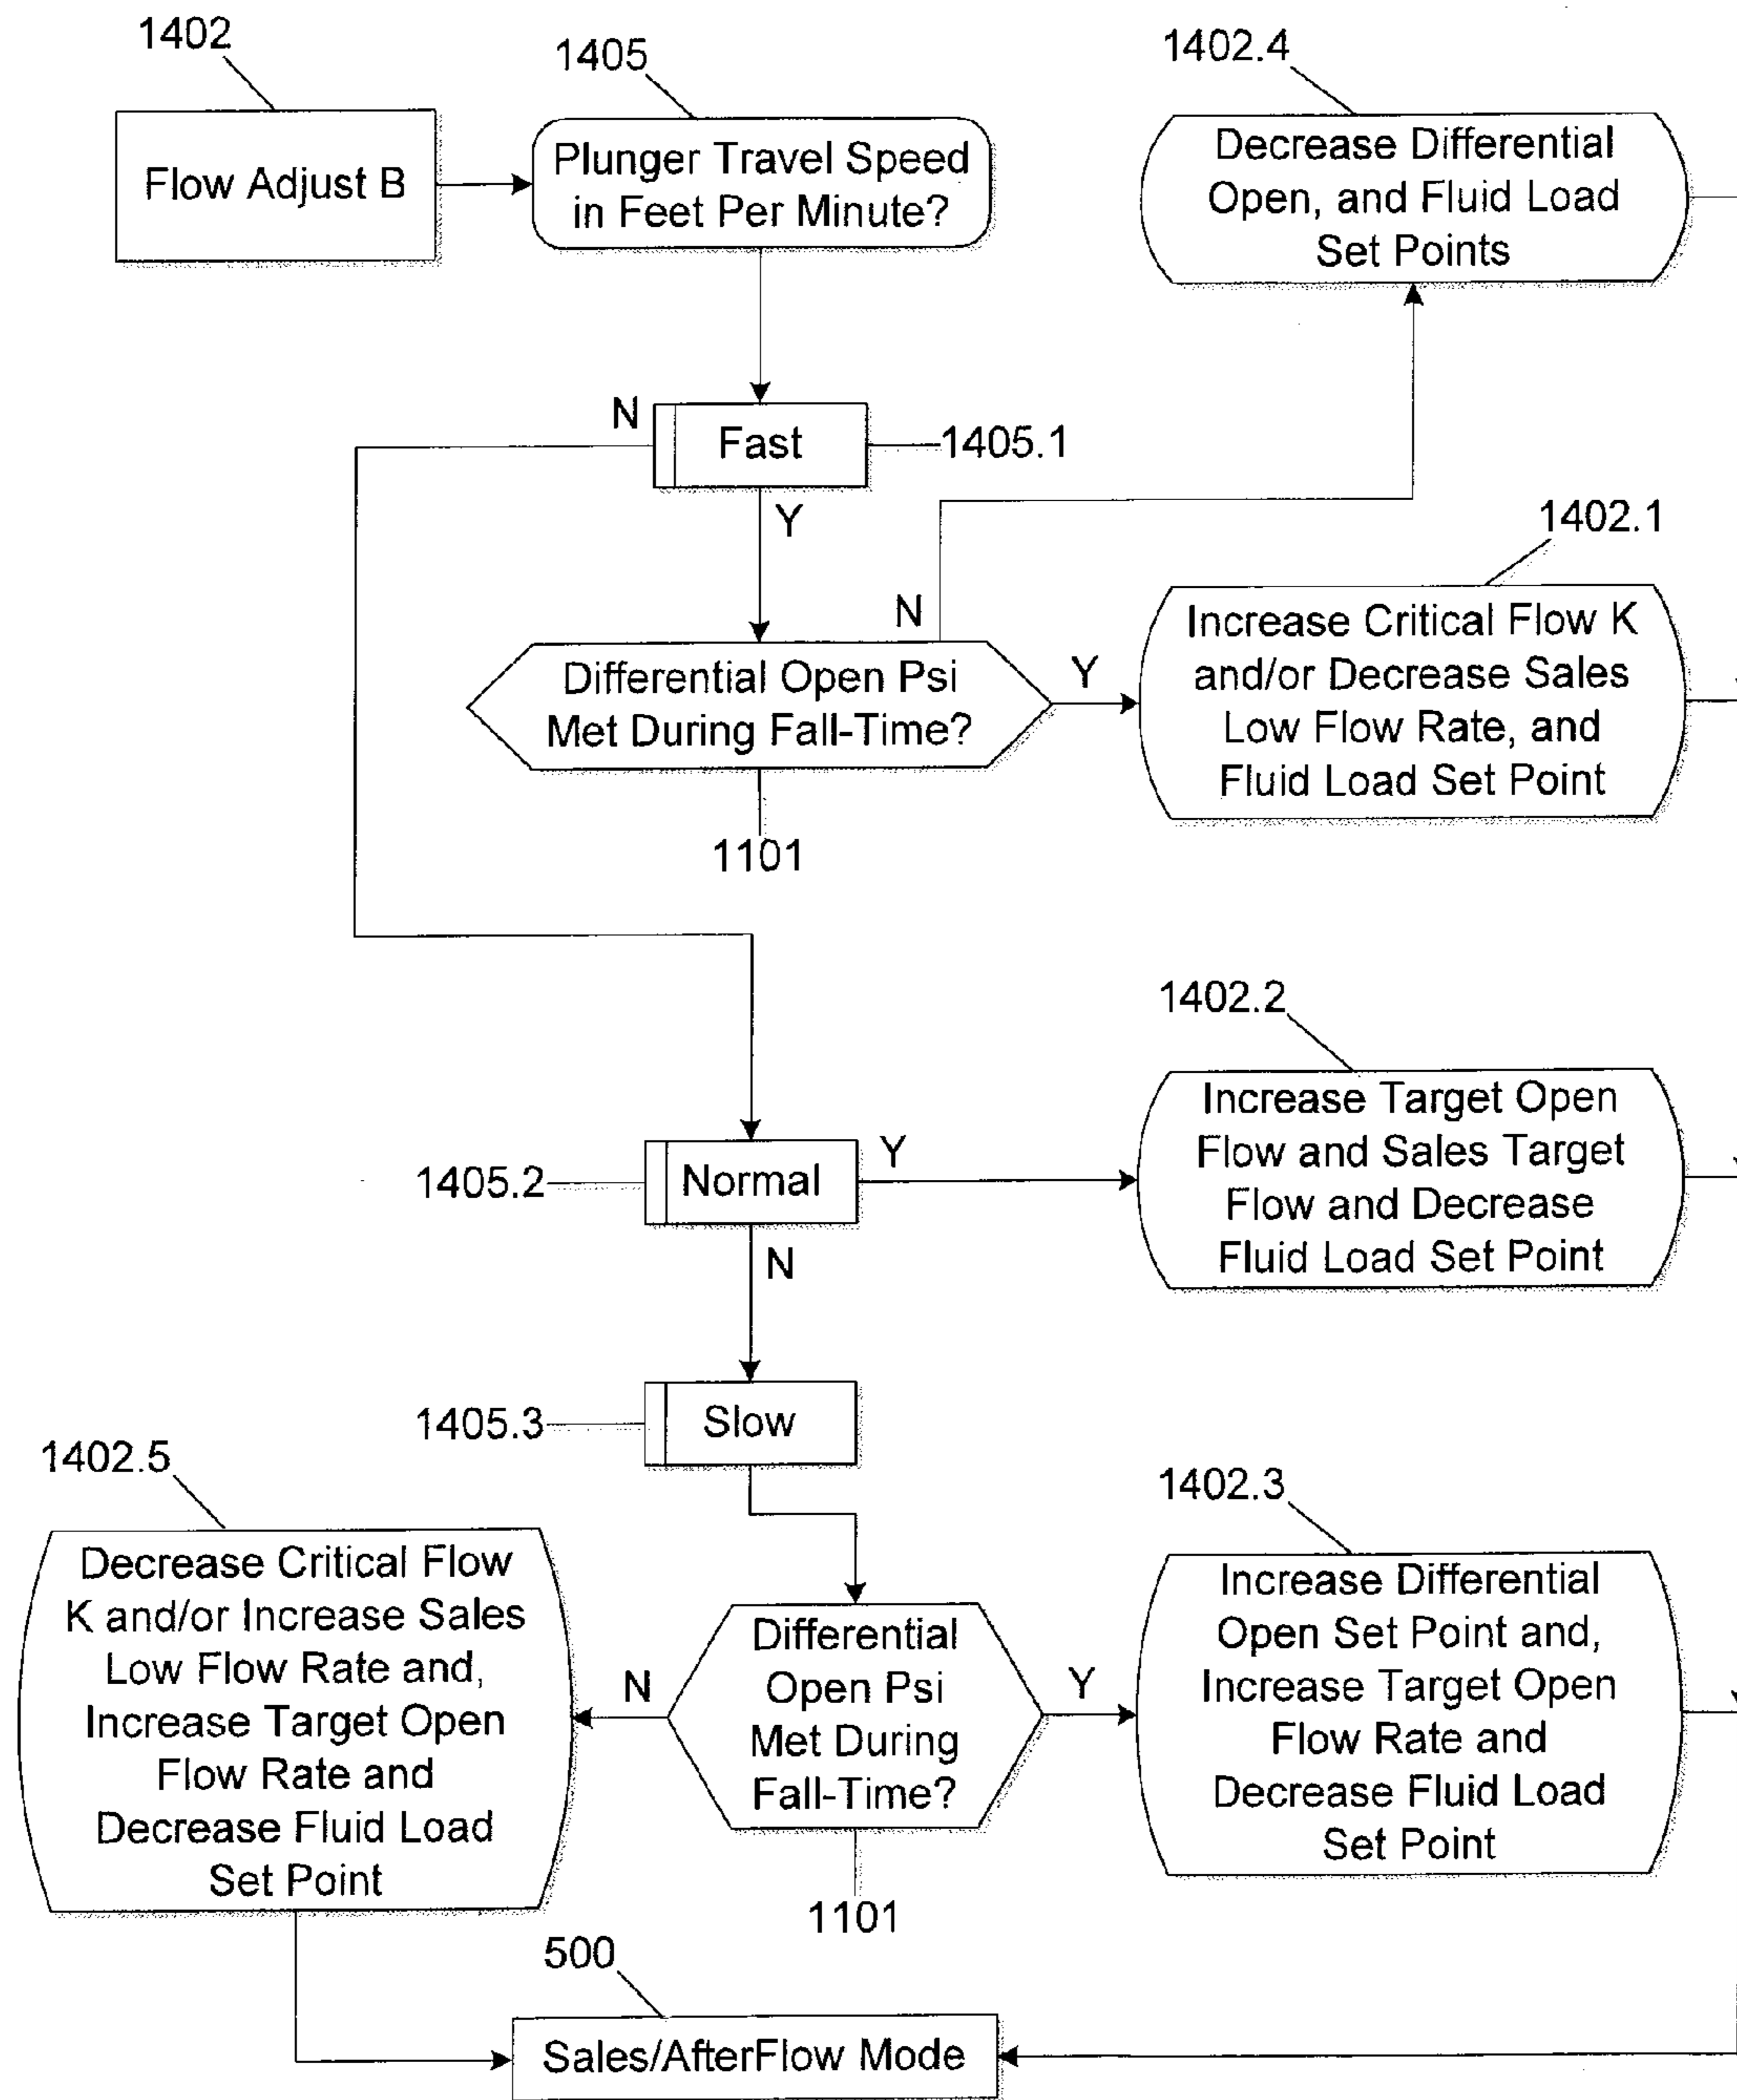 1402
1405
1402.4
Flow Adjust B
Plunger Travel Speed
in Feet Per Minute?
Decrease Differential
Open, and Fluid Load
Set Points
N
Fast
1405.1
Y
1402.1
N
Differential Open Psi
Met During Fall-Time?
Y
Increase Critical Flow K
and/or Decrease Sales
Low Flow Rate, and
Fluid Load Set Point
1101
1402.2
1405.2
Normal
Y
Increase Target Open
Flow and Sales Target
Flow and Decrease
Fluid Load Set Point
N
1405.3
Slow
1402.5
1402.3
Decrease Critical Flow
K and/or Increase Sales
Low Flow Rate and,
Increase Target Open
Flow Rate and
Decrease Fluid Load
Set Point
N
Differential
Open Psi
Met During
Fall-Time?
Y
Increase Differential
Open Set Point and,
Increase Target Open
Flow Rate and
Decrease Fluid Load
Set Point
1101
500
Sales/AfterFlow Mode